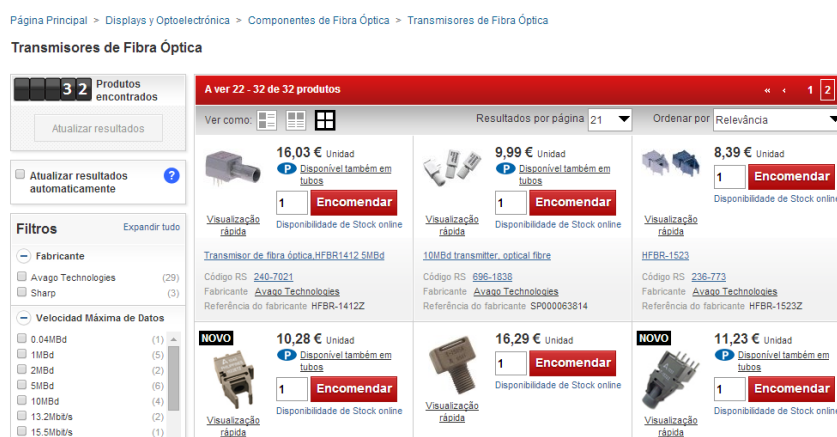 Página Principal > Displays y Optoelectrónica > Componentes de Fibra Óptica > Transmisores de Fibra Óptica
Transmisores de Fibra Óptica
32 Produtos encontrados
Atualizar resultados
Atualizar resultados automaticamente
?
Filtros Expandir tudo
Fabricante
Avago Technologies (29)
Sharp (3)
Velocidad Máxima de Datos
0.04MBd (1)
1MBd (5)
2MBd (2)
5MBd (6)
10MBd (4)
13.2Mbit/s (2)
15.5Mbit/s (1)
A ver 22 - 32 de 32 produtos « ‹ 1 2
Ver como: Resultados por página 21 Ordenar por Relevância
16,03 € Unidad
P Disponível também em
tubos
1 Encomendar
Visualização
rápida
Disponibilidade de Stock online
Transmisor de fibra óptica,HFBR1412 5MBd
Código RS 240-7021
Fabricante Avago Technologies
Referência do fabricante HFBR-1412Z
9,99 € Unidad
P Disponível também em
tubos
1 Encomendar
Visualização
rápida
Disponibilidade de Stock online
10MBd transmitter, optical fibre
Código RS 696-1838
Fabricante Avago Technologies
Referência do fabricante SP000063814
8,39 € Unidad
1 Encomendar
Disponibilidade de Stock online
Visualização
rápida
HFBR-1523
Código RS 236-773
Fabricante Avago Technologies
Referência do fabricante HFBR-1523Z
NOVO
10,28 € Unidad
P Disponível também em
tubos
1 Encomendar
Disponibilidade de Stock online
Visualização
rápida
16,29 € Unidad
1 Encomendar
Disponibilidade de Stock online
Visualização
rápida
NOVO
11,23 € Unidad
P Disponível também em
tubos
1 Encomendar
Disponibilidade de Stock online
Visualização
rápida